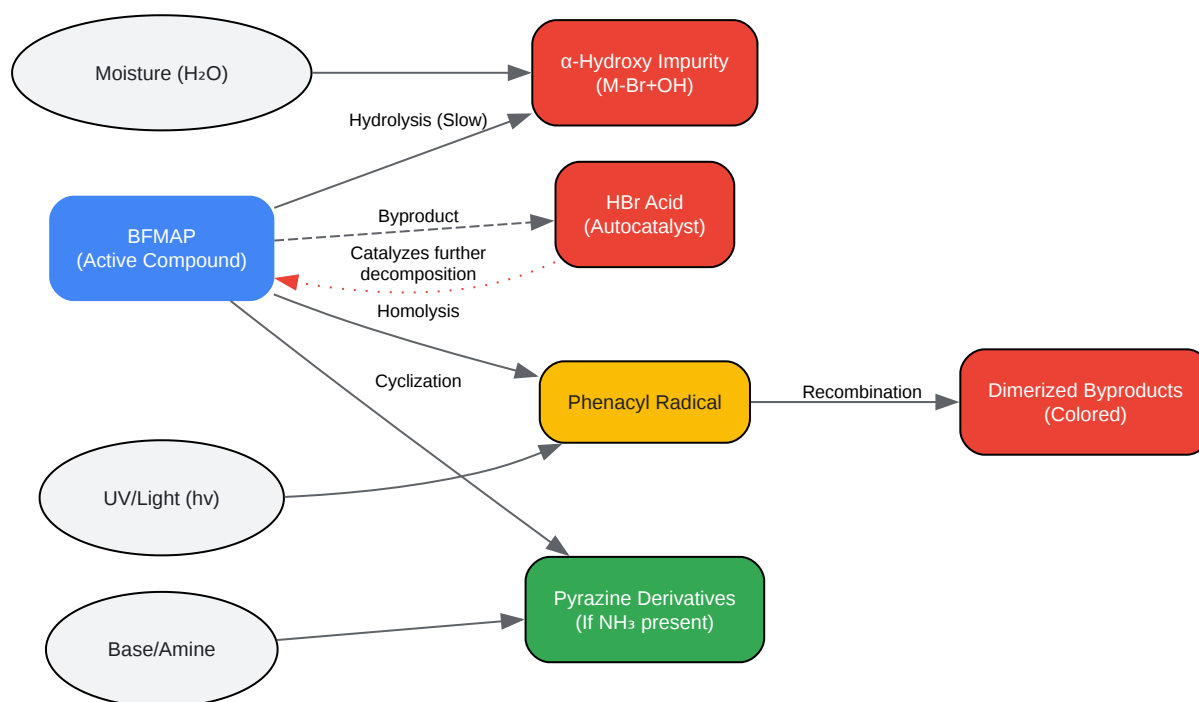 Moisture (H₂O)
α-Hydroxy Impurity
(M-Br+OH)
Hydrolysis (Slow)
BFMAP
(Active Compound)
Byproduct
HBr Acid
(Autocatalyst)
Catalyzes further
decomposition
Homolysis
Cyclization
Phenacyl Radical
Recombination
Dimerized Byproducts
(Colored)
UV/Light (hv)
Pyrazine Derivatives
(If NH₃ present)
Base/Amine